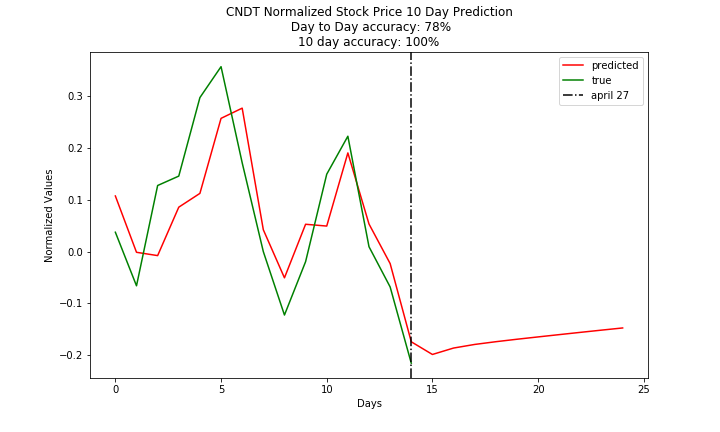 CNDT Normalized Stock Price 10 Day Prediction
Day to Day accuracy: 78%
10 day accuracy: 100%
predicted
true
april 27
Normalized Values
0.3
0.2
0.1
0.0
−0.1
−0.2
0
5
10
15
20
25
Days